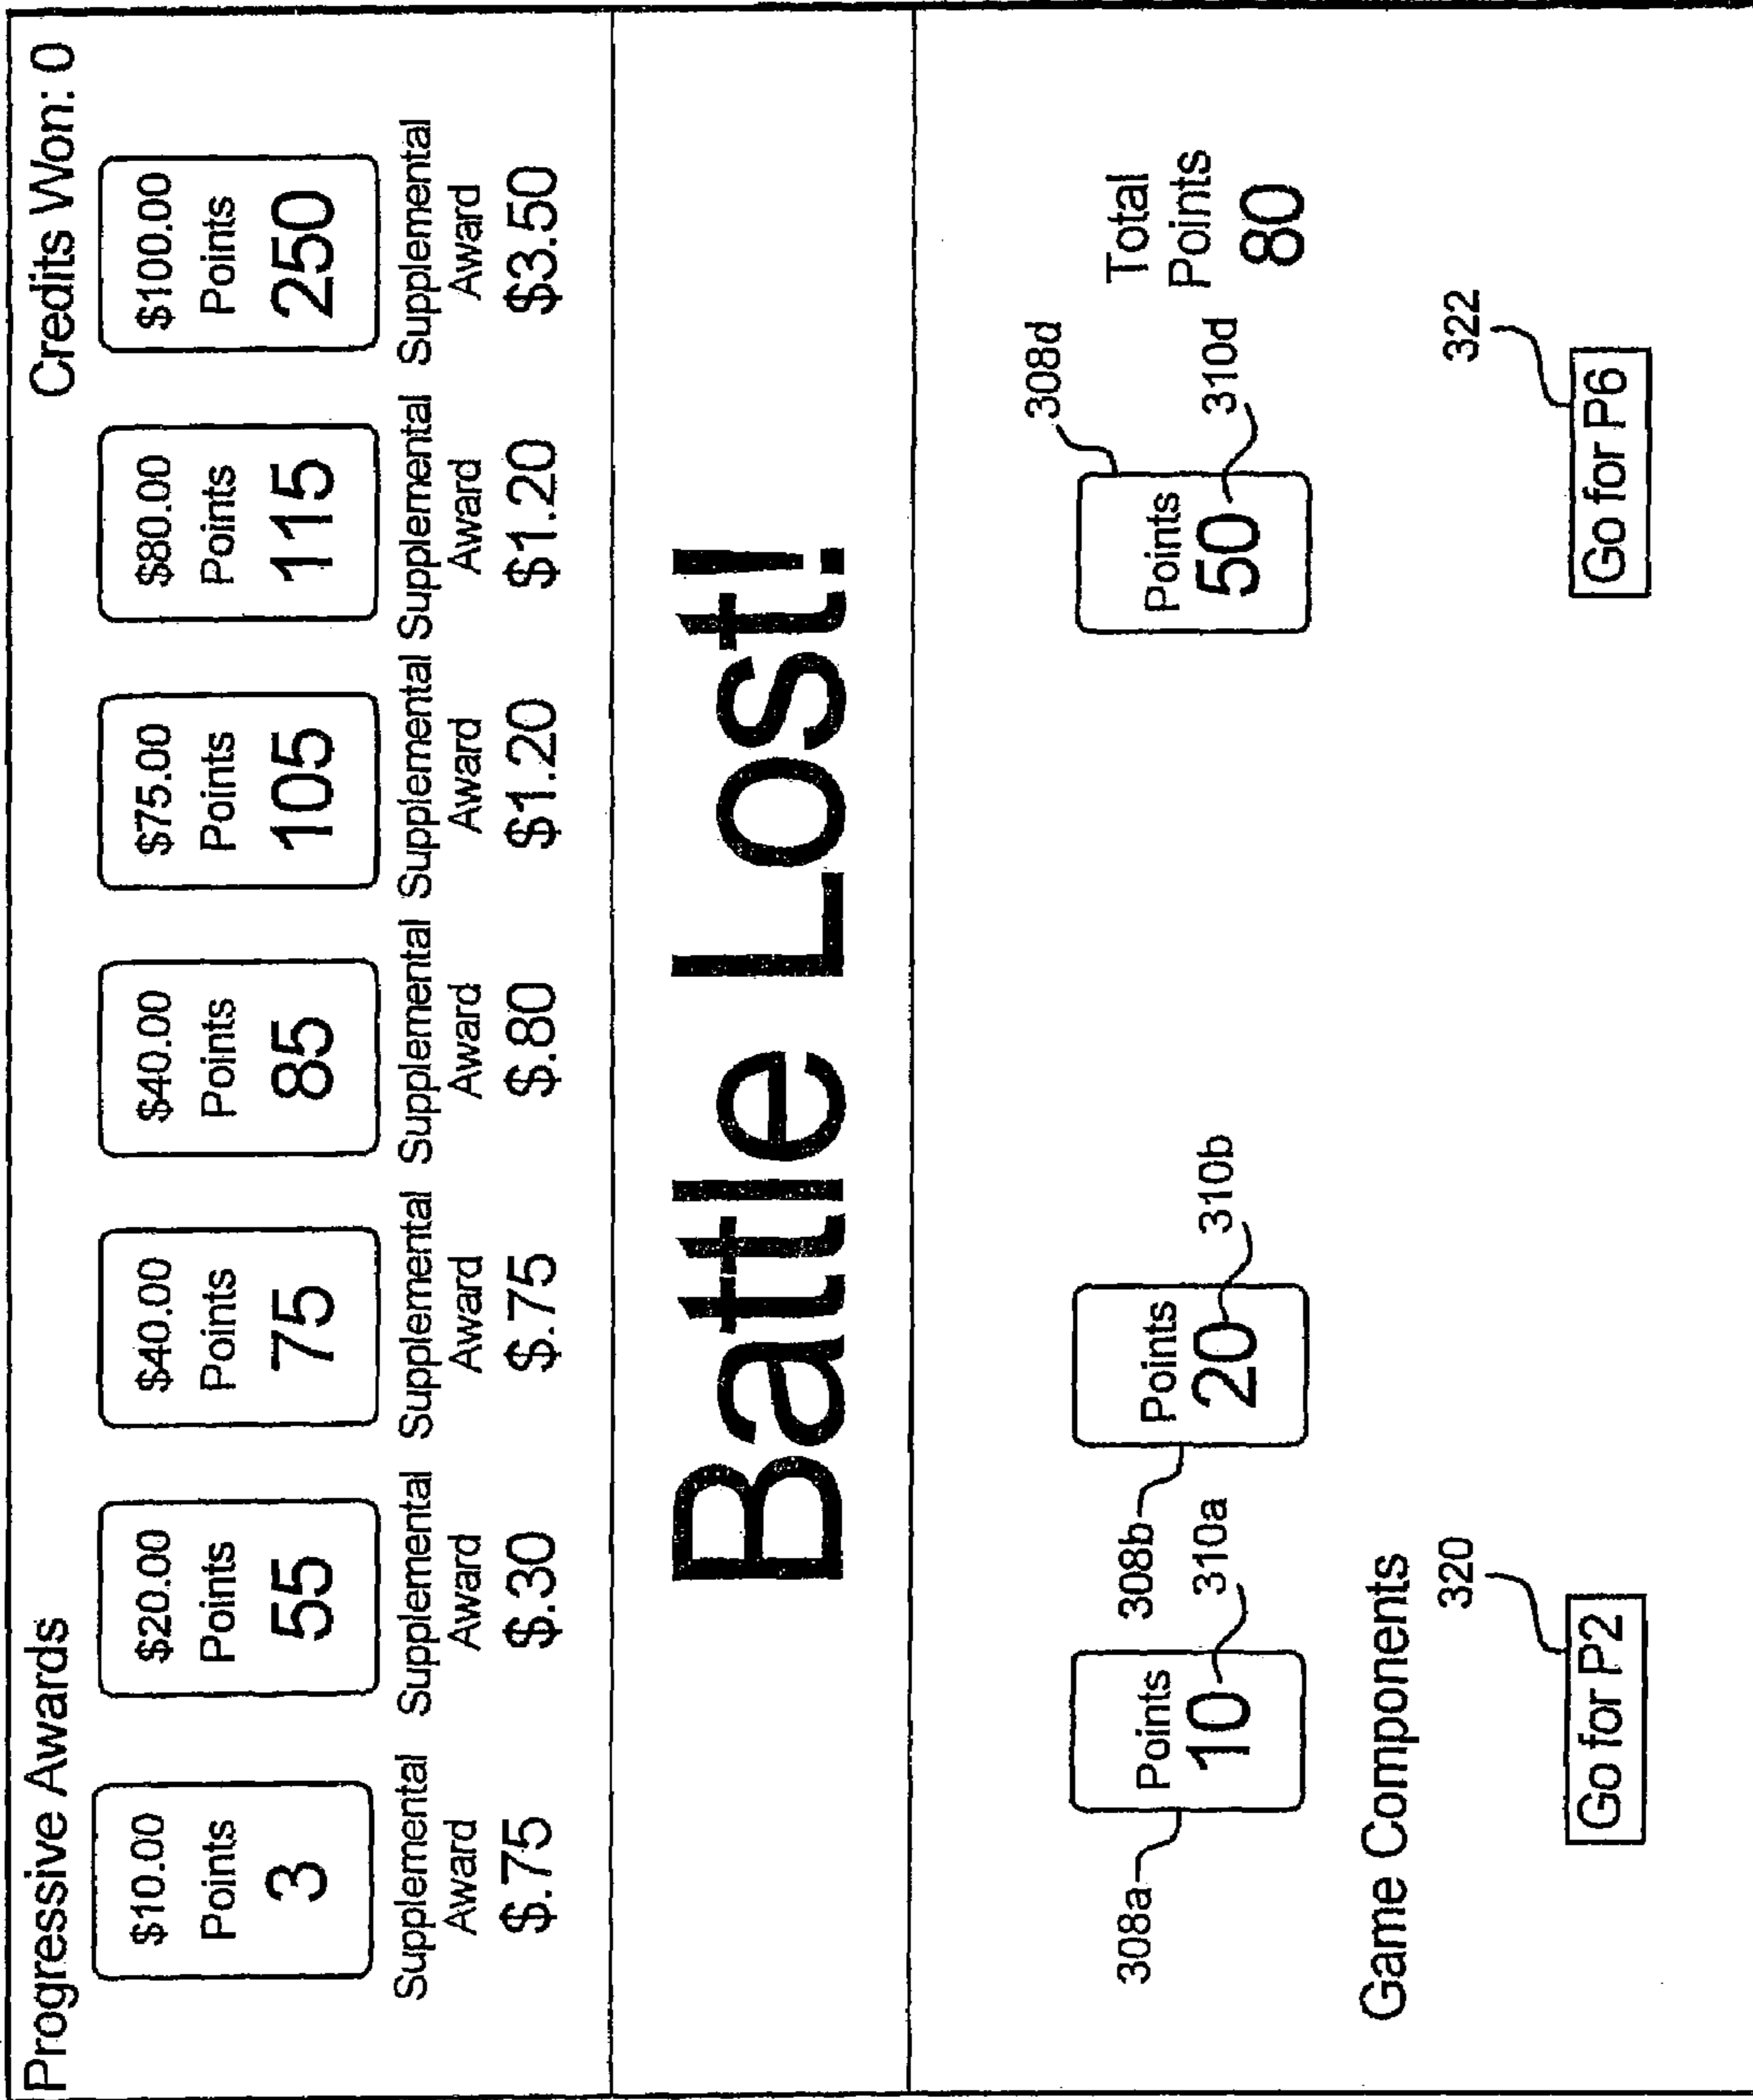 Progressive Awards Credits Won: 0
$10.00 $20.00 $40.00 $40.00 $75.00 $80.00 $100.00
Points Points Points Points Points Points Points
3 55 75 85 105 115 250
Supplemental Supplemental Supplemental Supplemental Supplemental Supplemental Supplemental
Award Award Award Award Award Award Award
$.75 $.30 $.75 $.80 $1.20 $1.20 $3.50
Battle Lost!
308d
308a 308b Total
Points Points Points Points
10 20 50 80
310a 310b 310d
Game Components
320 322
Go for P2 Go for P6